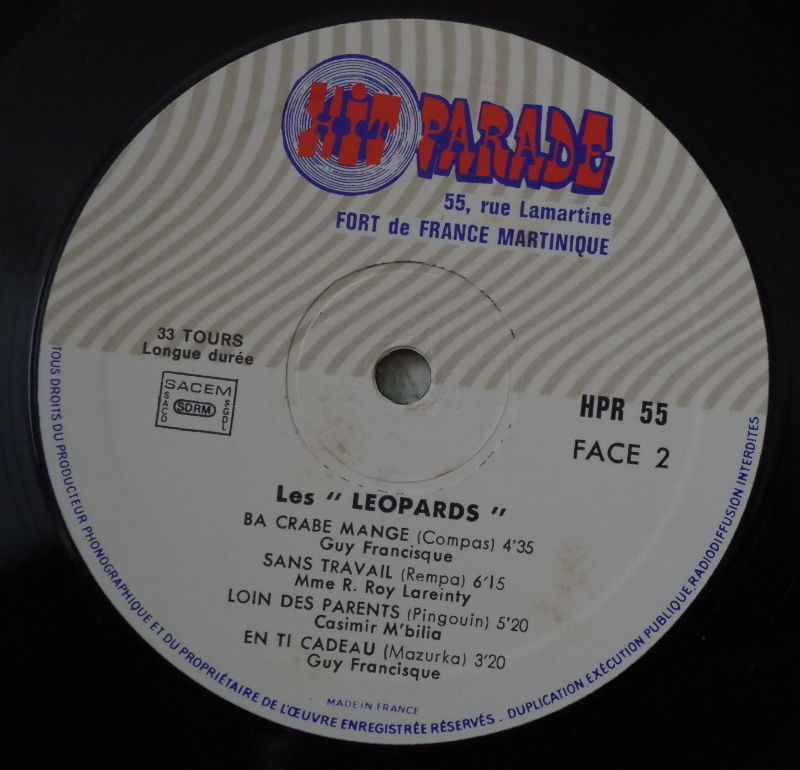 HIT PARADE
55, rue Lamartine
FORT de FRANCE MARTINIQUE
33 TOURS
Longue durée
SACEM
SACD
SDRM
SGDL
HPR 55
FACE 2
Les " LEOPARDS "
BA CRABE MANGE (Compas) 4'35
Guy Francisque
SANS TRAVAIL (Rempa) 6'15
Mme R. Roy Lareinty
LOIN DES PARENTS (Pingouin) 5'20
Casimir M'bilia
EN TI CADEAU (Mazurka) 3'20
Guy Francisque
MADE IN FRANCE
TOUS DROITS DU PRODUCTEUR PHONOGRAPHIQUE ET DU PROPRIÉTAIRE DE L'ŒUVRE ENREGISTRÉE RÉSERVÉS - DUPLICATION, EXÉCUTION PUBLIQUE, RADIODIFFUSION INTERDITES